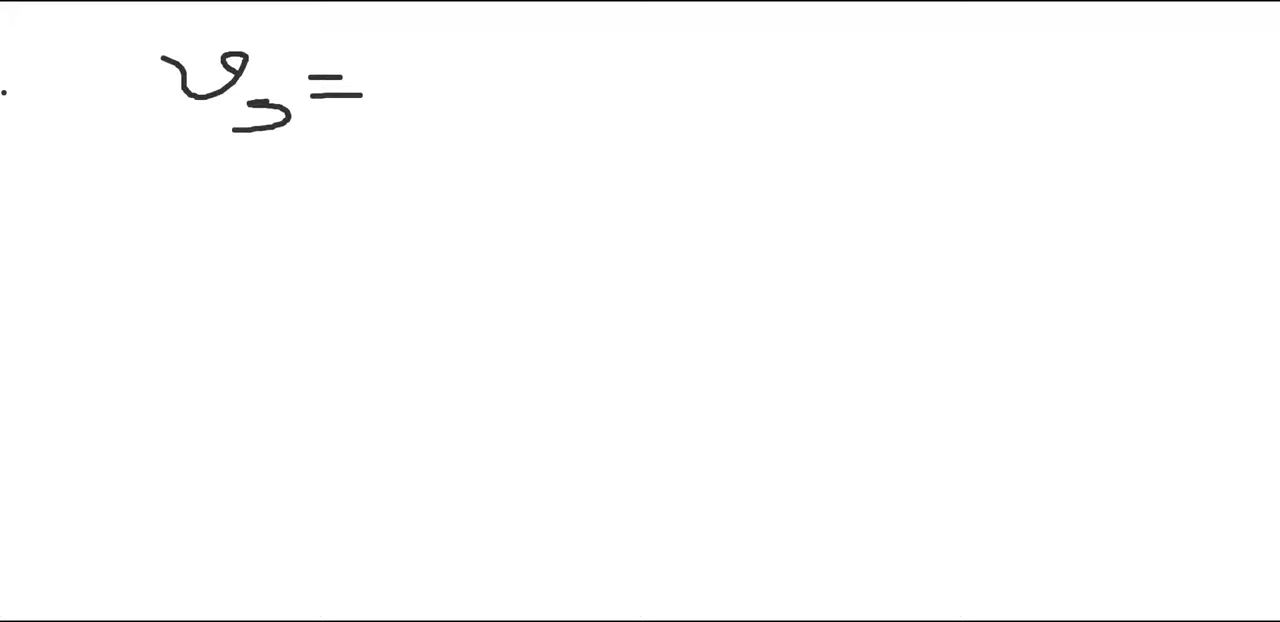 v₃ =